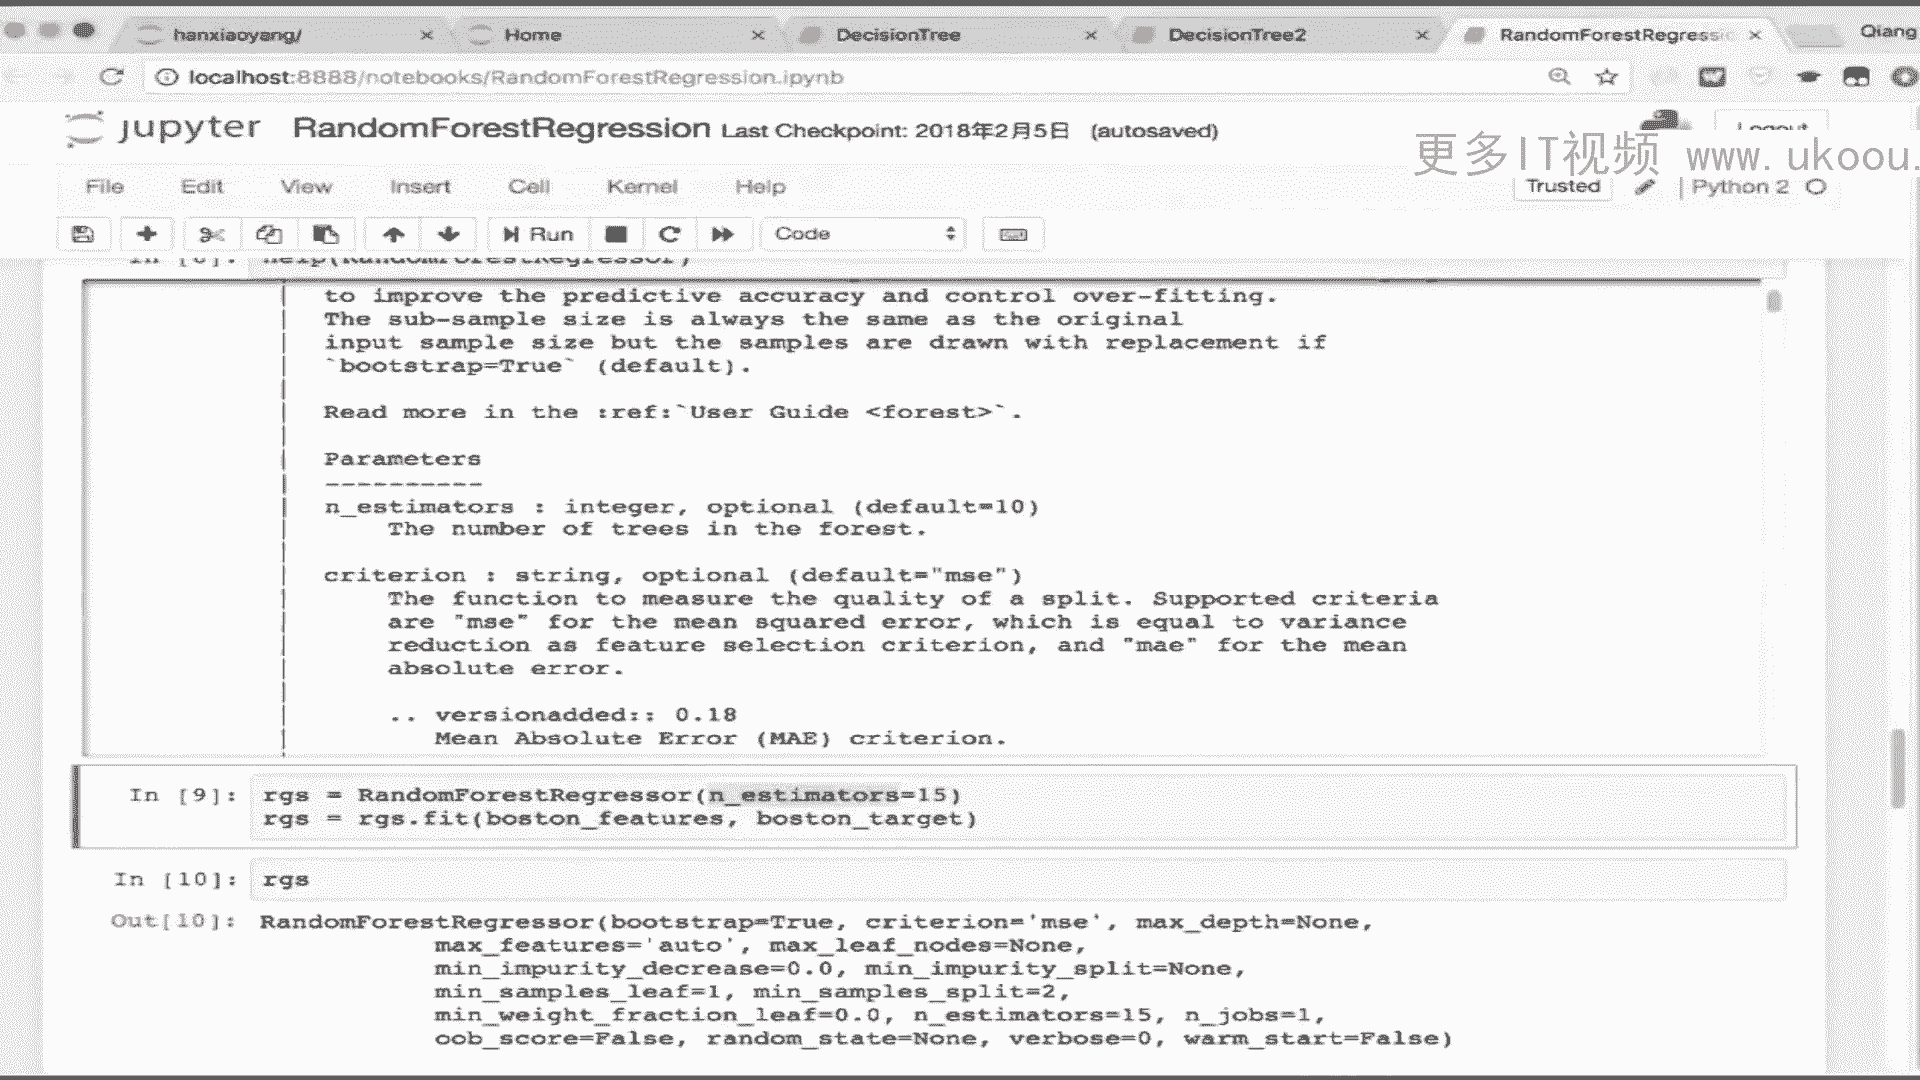 hanxiaoyang/
Home
DecisionTree
DecisionTree2
RandomForestRegressi
Qiang
localhost:8888/notebooks/RandomForestRegression.ipynb
jupyter RandomForestRegression Last Checkpoint: 2018年2月5日 (autosaved)
Logout
更多IT视频 www.ukoou.
File Edit View Insert Cell Kernel Help
Trusted
Python 2
Run
Code
In [8]: help(RandomForestRegressor)
to improve the predictive accuracy and control over-fitting.
The sub-sample size is always the same as the original
input sample size but the samples are drawn with replacement if
`bootstrap=True` (default).
Read more in the :ref:`User Guide <forest>`.
Parameters
----------
n_estimators : integer, optional (default=10)
The number of trees in the forest.
criterion : string, optional (default="mse")
The function to measure the quality of a split. Supported criteria
are "mse" for the mean squared error, which is equal to variance
reduction as feature selection criterion, and "mae" for the mean
absolute error.
.. versionadded:: 0.18
Mean Absolute Error (MAE) criterion.
In [9]: rgs = RandomForestRegressor(n_estimators=15)
rgs = rgs.fit(boston_features, boston_target)
In [10]: rgs
Out[10]: RandomForestRegressor(bootstrap=True, criterion='mse', max_depth=None,
max_features='auto', max_leaf_nodes=None,
min_impurity_decrease=0.0, min_impurity_split=None,
min_samples_leaf=1, min_samples_split=2,
min_weight_fraction_leaf=0.0, n_estimators=15, n_jobs=1,
oob_score=False, random_state=None, verbose=0, warm_start=False)